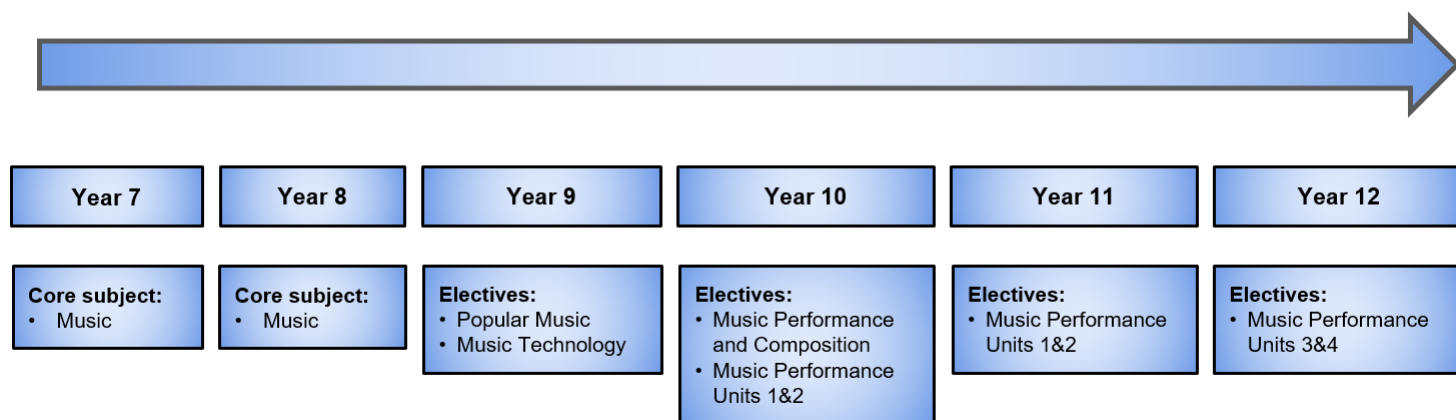 Year 7
Year 8
Year 9
Year 10
Year 11
Year 12
Core subject:
• Music
Core subject:
• Music
Electives:
• Popular Music
• Music Technology
Electives:
• Music Performance
and Composition
• Music Performance
Units 1&2
Electives:
• Music Performance
Units 1&2
Electives:
• Music Performance
Units 3&4